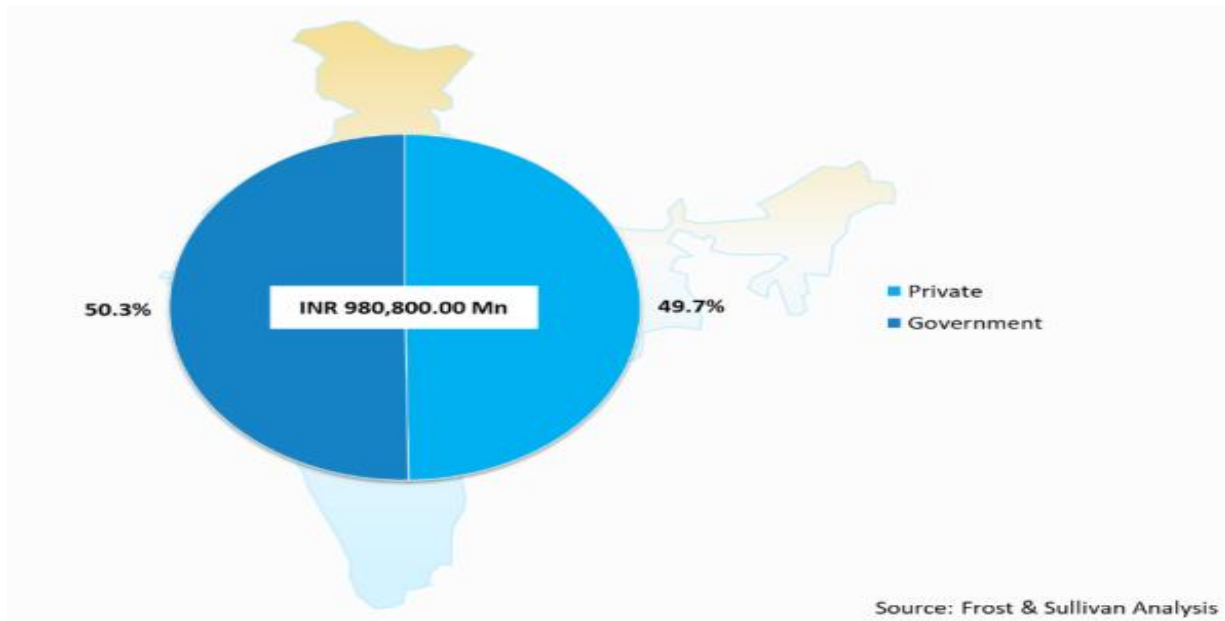 50.3%
INR 980,800.00 Mn
49.7%
Private
Government
Source: Frost & Sullivan Analysis